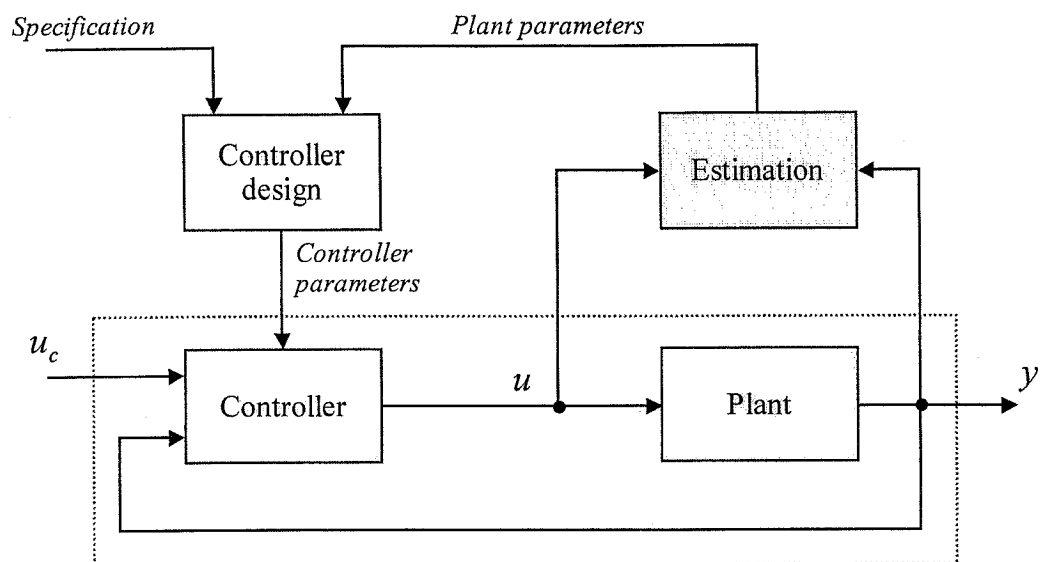 Specification
Plant parameters
Controller
design
Estimation
Controller
parameters
u_c
Controller
u
Plant
y